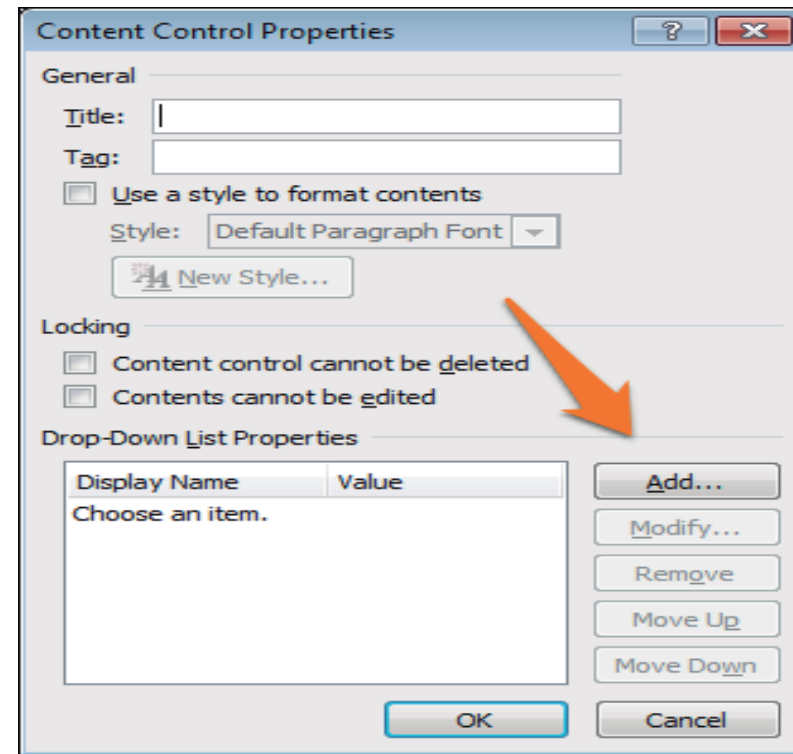 Content Control Properties
General
Title:
Tag:
Use a style to format contents
Style: Default Paragraph Font
New Style...
Locking
Content control cannot be deleted
Contents cannot be edited
Drop-Down List Properties
Display Name Value Add...
Choose an item.
Modify...
Remove
Move Up
Move Down
OK Cancel